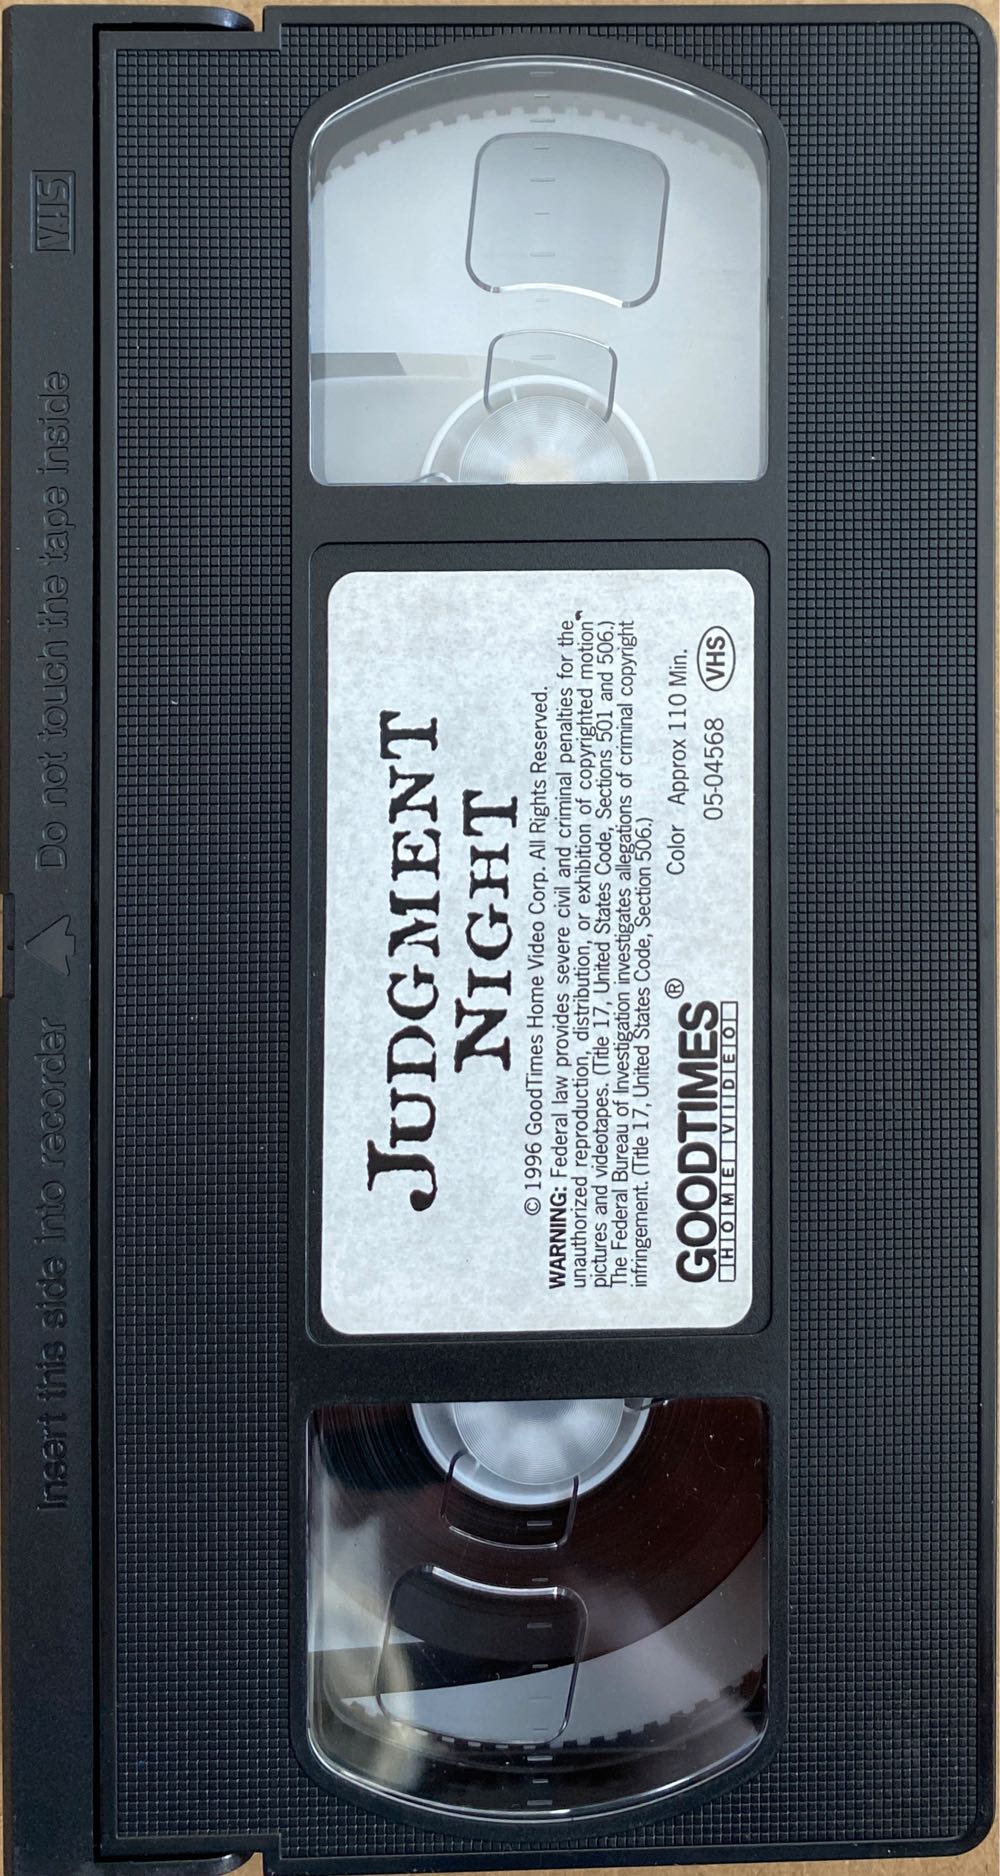 VHS
Insert this side into recorder Do not touch the tape inside
JUDGMENT
NIGHT
© 1996 GoodTimes Home Video Corp. All Rights Reserved.
WARNING: Federal law provides severe civil and criminal penalties for the
unauthorized reproduction, distribution, or exhibition of copyrighted motion
pictures and videotapes. (Title 17, United States Code, Sections 501 and 506.)
The Federal Bureau of Investigation investigates allegations of criminal copyright
infringement. (Title 17, United States Code, Section 506.)
Color Approx 110 Min.
GOODTIMES®
HOME VIDEO
05-04568 VHS